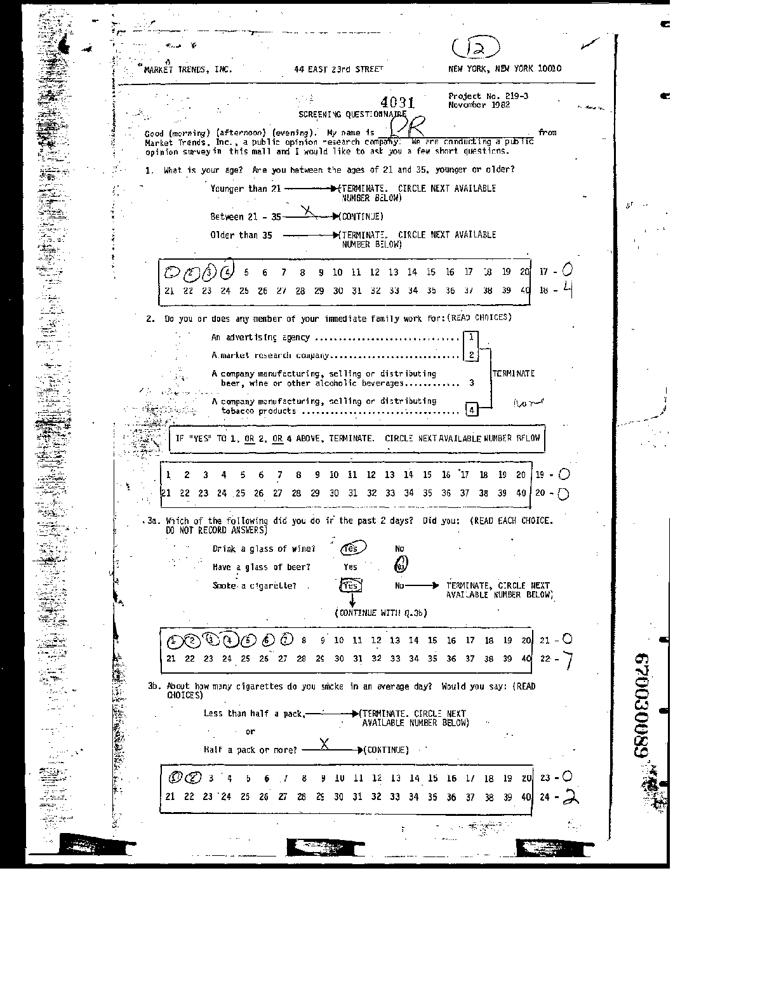 12
MARKET TRENDS, INC. 44 EAST 23rd STREET NEW YORK, NEW YORK 10010
Project No. 219-3
4031 November 1982
SCREENING QUESTIONNAIRE
Good (morning) (afternoon) (evening). My name is DR from
Market Trends, Inc., a public opinion research company. We are conducting a public
opinion survey in this mall and I would like to ask you a few short questions.
1. What is your age? Are you between the ages of 21 and 35, younger or older?
Younger than 21 (TERMINATE. CIRCLE NEXT AVAILABLE
NUMBER BELOW)
Between 21 - 35 X (CONTINUE)
Older than 35 (TERMINATE. CIRCLE NEXT AVAILABLE
NUMBER BELOW)
1 2 3 4 5 6 7 8 9 10 11 12 13 14 15 16 17 18 19 20 17 - 0
21 22 23 24 25 26 27 28 29 30 31 32 33 34 35 36 37 38 39 40 18 - 4
2. Do you or does any member of your immediate family work for: (READ CHOICES)
An advertising agency .............................. 1
A market research company........................... 2
A company manufacturing, selling or distributing TERMINATE
beer, wine or other alcoholic beverages............ 3
A company manufacturing, selling or distributing None
tobacco products ................................. 4
IF "YES" TO 1, OR 2, OR 4 ABOVE, TERMINATE. CIRCLE NEXT AVAILABLE NUMBER BELOW
1 2 3 4 5 6 7 8 9 10 11 12 13 14 15 16 17 18 19 20 19 - 0
21 22 23 24 25 26 27 28 29 30 31 32 33 34 35 36 37 38 39 40 20 - 0
3a. Which of the following did you do in the past 2 days? Did you: (READ EACH CHOICE.
DO NOT RECORD ANSWERS)
Drink a glass of wine? Yes No
Have a glass of beer? Yes No
Smoke a cigarette? Yes No TERMINATE, CIRCLE NEXT
AVAILABLE NUMBER BELOW)
(CONTINUE WITH Q.3b)
1 2 3 4 5 6 7 8 9 10 11 12 13 14 15 16 17 18 19 20 21 - 0
21 22 23 24 25 26 27 28 29 30 31 32 33 34 35 36 37 38 39 40 22 - 7
3b. About how many cigarettes do you smoke in an average day? Would you say: (READ
CHOICES)
Less than half a pack, (TERMINATE. CIRCLE NEXT
AVAILABLE NUMBER BELOW)
or
Half a pack or more? X (CONTINUE)
1 2 3 4 5 6 7 8 9 10 11 12 13 14 15 16 17 18 19 20 23 - 0
21 22 23 24 25 26 27 28 29 30 31 32 33 34 35 36 37 38 39 40 24 - 2
670030089